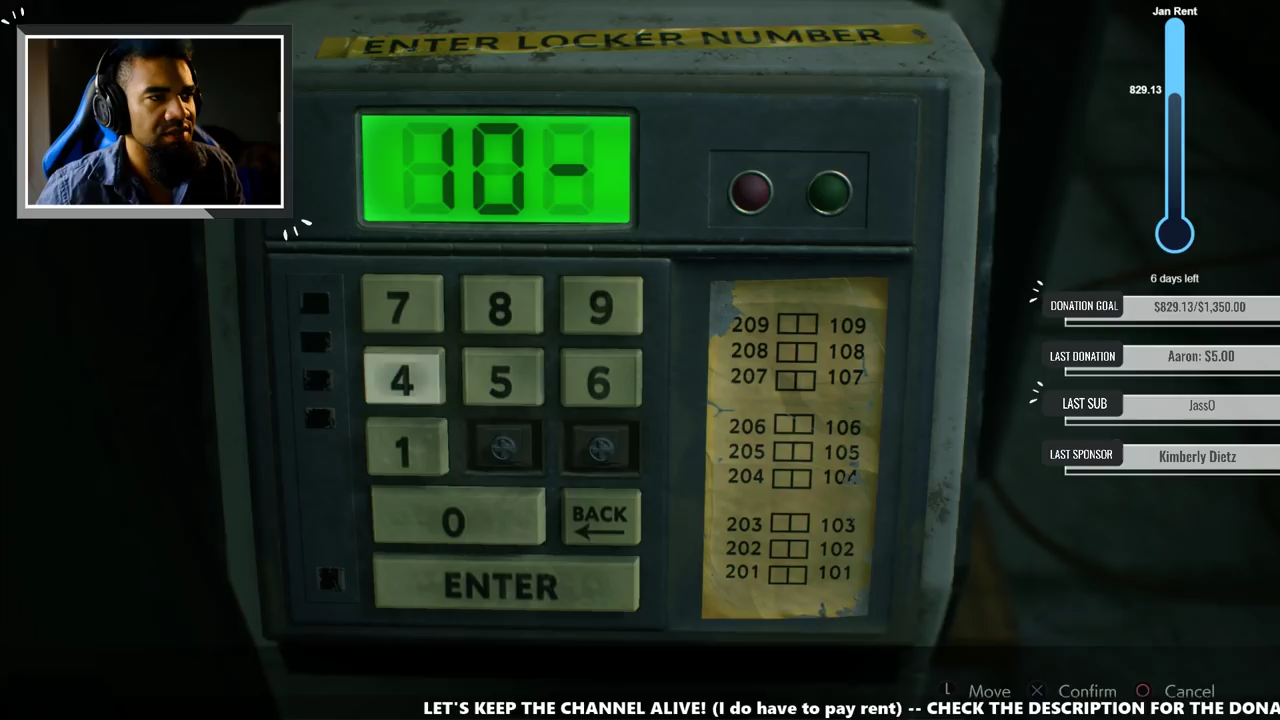 Jan Rent
829.13
6 days left
DONATION GOAL $829.13/$1,350.00
LAST DONATION Aaron: $5.00
LAST SUB JassO
LAST SPONSOR Kimberly Dietz
ENTER LOCKER NUMBER
10-
7 8 9
4 5 6
1
0 BACK
ENTER
209 109
208 108
207 107
206 106
205 105
204 104
203 103
202 102
201 101
L Move X Confirm O Cancel
LET'S KEEP THE CHANNEL ALIVE! (I do have to pay rent) -- CHECK THE DESCRIPTION FOR THE DONA